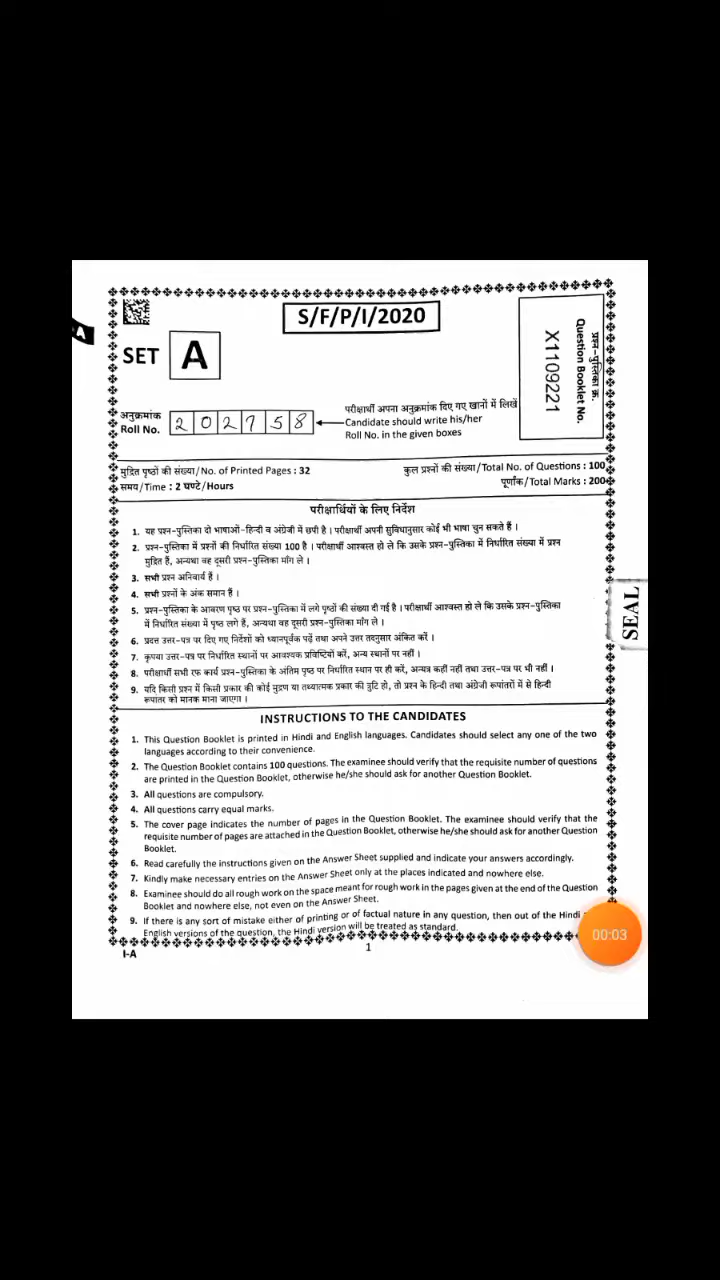 S/F/P/I/2020
A
SET A
प्रश्न-पुस्तिका क्र.
Question Booklet No.
X1109221
अनुक्रमांक
Roll No. 2 0 2 7 5 8
परीक्षार्थी अपना अनुक्रमांक दिए गए खानों में लिखें
Candidate should write his/her
Roll No. in the given boxes
मुद्रित पृष्ठों की संख्या/No. of Printed Pages : 32
कुल प्रश्नों की संख्या/Total No. of Questions : 100
समय/Time : 2 घण्टे/Hours
पूर्णांक/Total Marks : 200
परीक्षार्थियों के लिए निर्देश
1. यह प्रश्न-पुस्तिका दो भाषाओं-हिन्दी व अंग्रेजी में छपी है । परीक्षार्थी अपनी सुविधानुसार कोई भी भाषा चुन सकते हैं ।
2. प्रश्न-पुस्तिका में प्रश्नों की निर्धारित संख्या 100 है । परीक्षार्थी आश्वस्त हो ले कि उसके प्रश्न-पुस्तिका में निर्धारित संख्या में प्रश्न
मुद्रित हैं, अन्यथा वह दूसरी प्रश्न-पुस्तिका माँग ले ।
3. सभी प्रश्न अनिवार्य हैं ।
4. सभी प्रश्नों के अंक समान हैं ।
5. प्रश्न-पुस्तिका के आवरण पृष्ठ पर प्रश्न-पुस्तिका में लगे पृष्ठों की संख्या दी गई है । परीक्षार्थी आश्वस्त हो ले कि उसके प्रश्न-पुस्तिका
में निर्धारित संख्या में पृष्ठ लगे हैं, अन्यथा वह दूसरी प्रश्न-पुस्तिका माँग ले ।
6. प्रदत्त उत्तर-पत्र पर दिए गए निर्देशों को ध्यानपूर्वक पढ़ें तथा अपने उत्तर तदनुसार अंकित करें ।
7. कृपया उत्तर-पत्र पर निर्धारित स्थानों पर आवश्यक प्रविष्टियाँ करें, अन्य स्थानों पर नहीं ।
8. परीक्षार्थी सभी रफ कार्य प्रश्न-पुस्तिका के अंतिम पृष्ठ पर निर्धारित स्थान पर ही करें, अन्यत्र कहीं नहीं तथा उत्तर-पत्र पर भी नहीं ।
9. यदि किसी प्रश्न में किसी प्रकार की कोई मुद्रण या तथ्यात्मक प्रकार की त्रुटि हो, तो प्रश्न के हिन्दी तथा अंग्रेजी रूपांतरों में से हिन्दी
रूपांतर को मानक माना जाएगा ।
SEAL
INSTRUCTIONS TO THE CANDIDATES
1. This Question Booklet is printed in Hindi and English languages. Candidates should select any one of the two
languages according to their convenience.
2. The Question Booklet contains 100 questions. The examinee should verify that the requisite number of questions
are printed in the Question Booklet, otherwise he/she should ask for another Question Booklet.
3. All questions are compulsory.
4. All questions carry equal marks.
5. The cover page indicates the number of pages in the Question Booklet. The examinee should verify that the
requisite number of pages are attached in the Question Booklet, otherwise he/she should ask for another Question
Booklet.
6. Read carefully the instructions given on the Answer Sheet supplied and indicate your answers accordingly.
7. Kindly make necessary entries on the Answer Sheet only at the places indicated and nowhere else.
8. Examinee should do all rough work on the space meant for rough work in the pages given at the end of the Question
Booklet and nowhere else, not even on the Answer Sheet.
9. If there is any sort of mistake either of printing or of factual nature in any question, then out of the Hindi
English versions of the question, the Hindi version will be treated as standard.
00:03
I-A
1